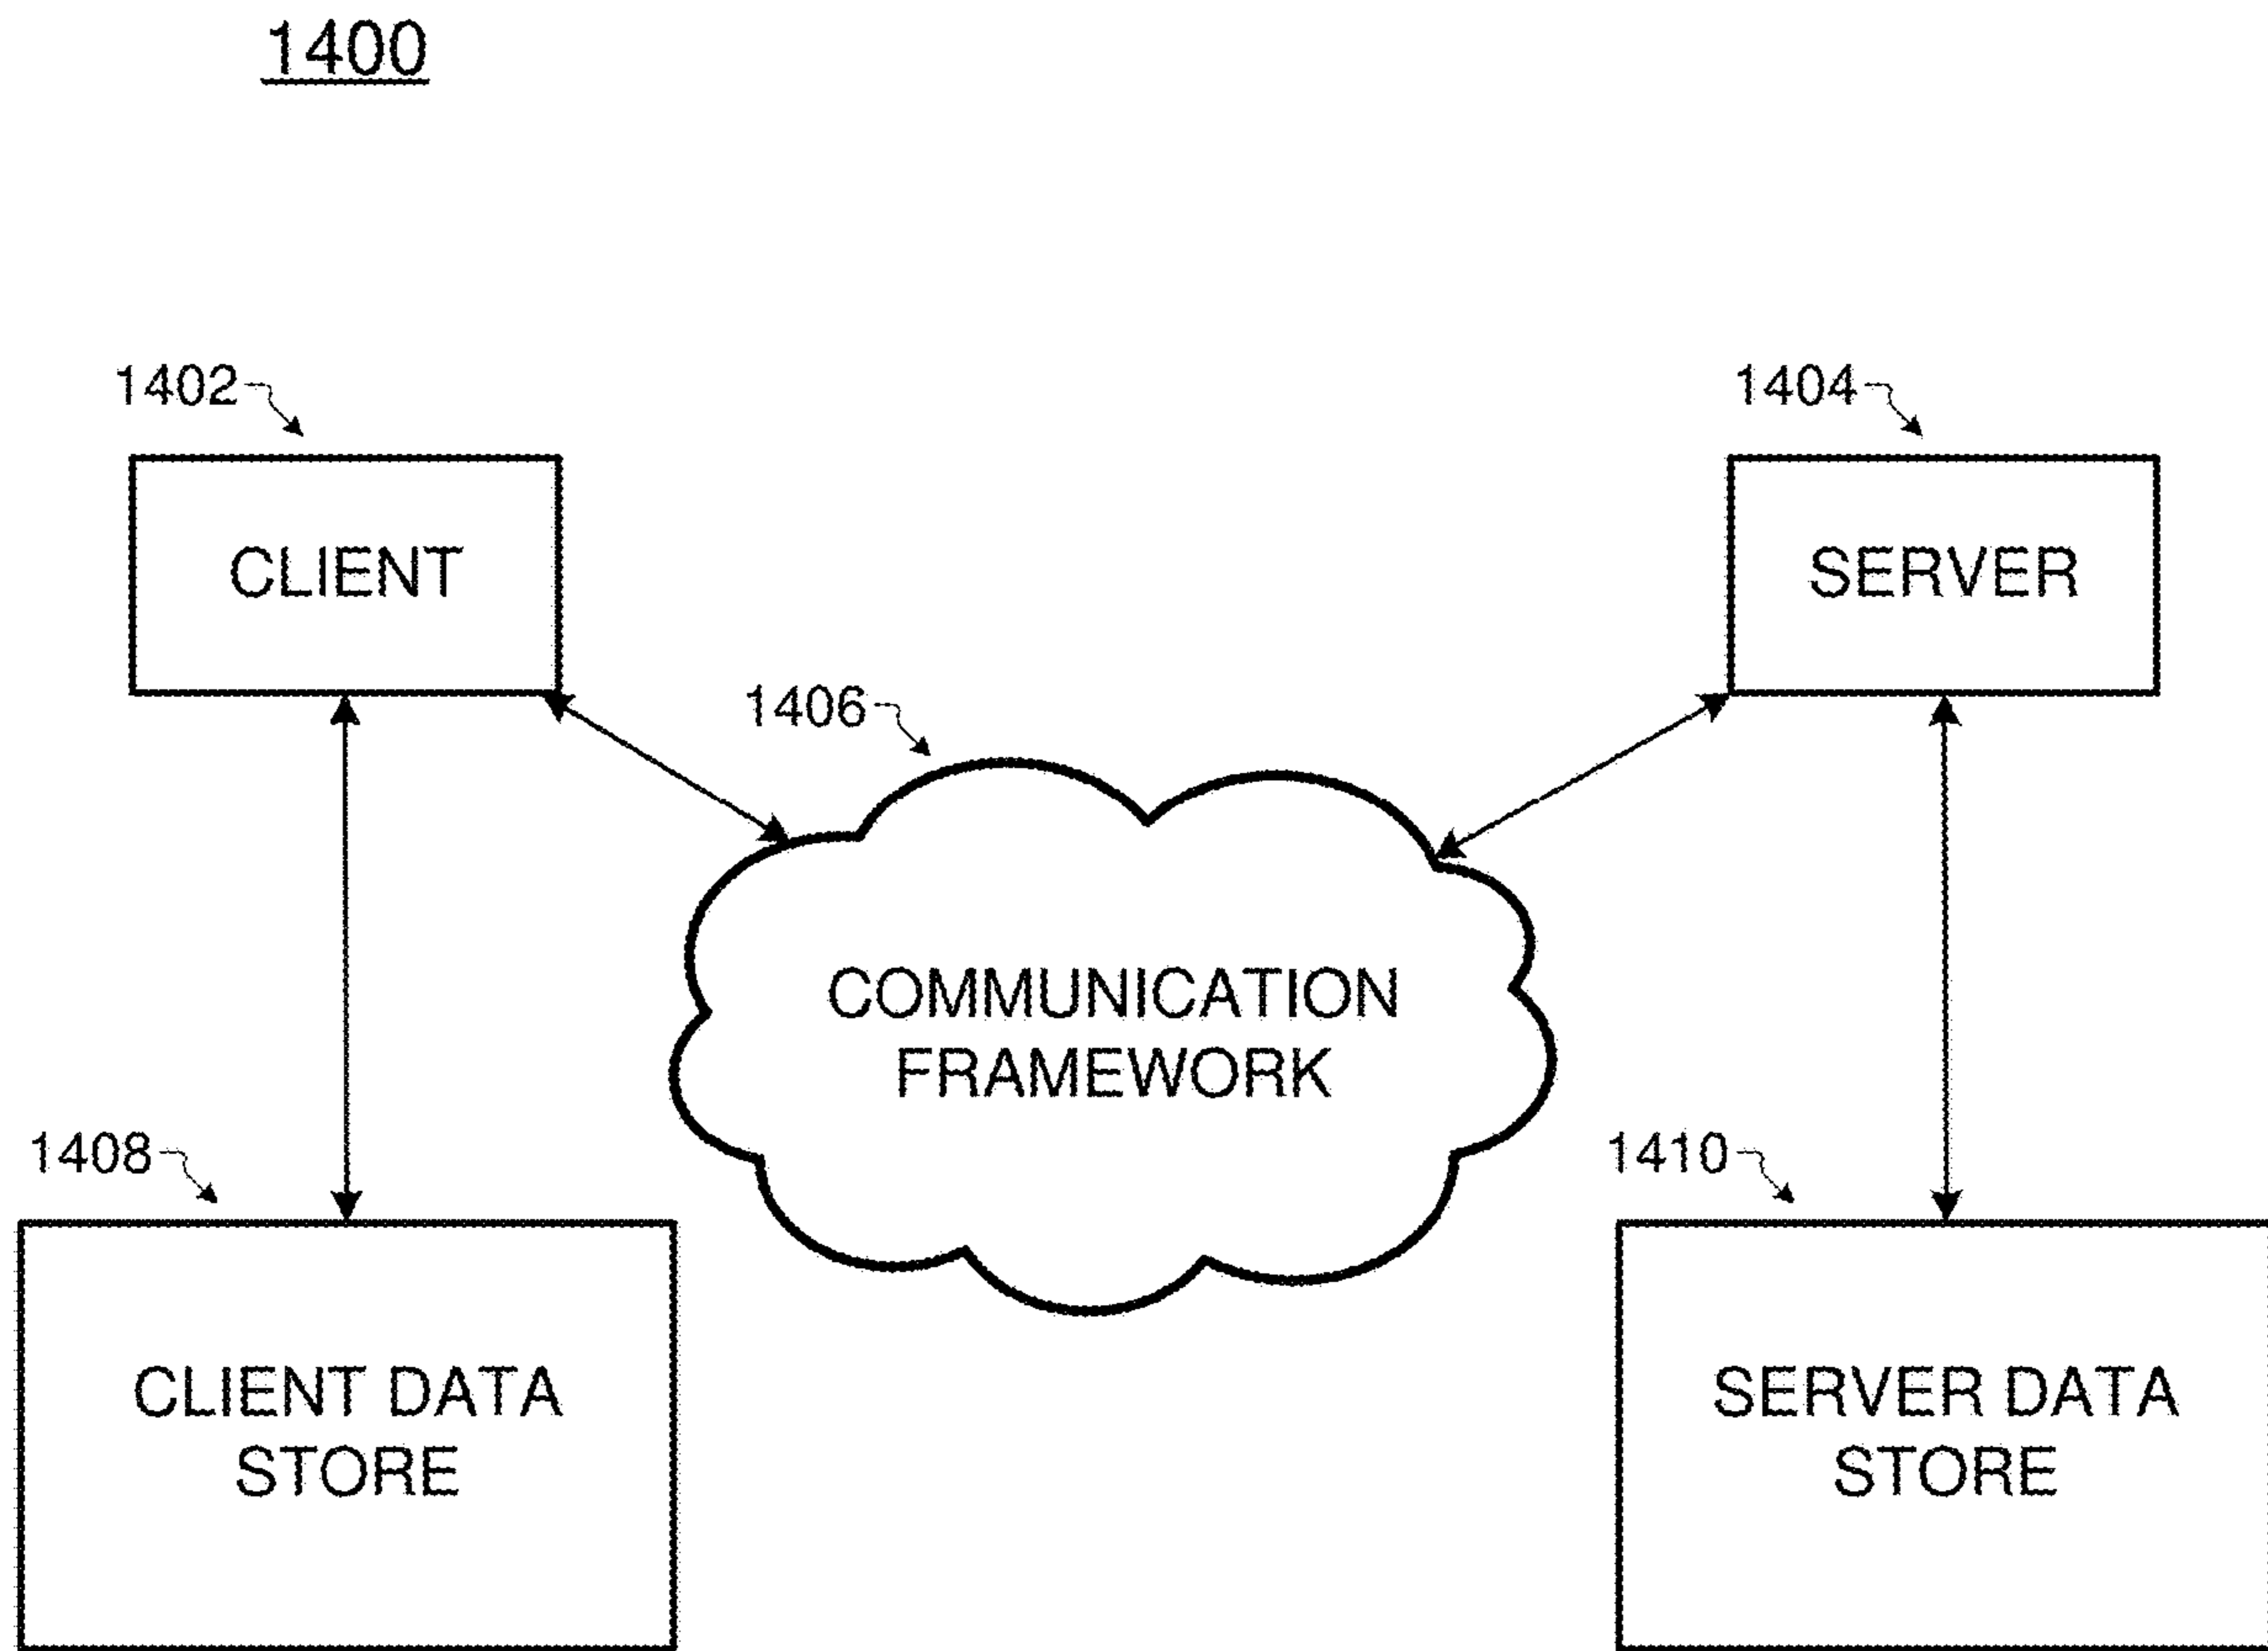 1400
1402
1404
CLIENT
SERVER
1406
COMMUNICATION
FRAMEWORK
1408
1410
CLIENT DATA
STORE
SERVER DATA
STORE